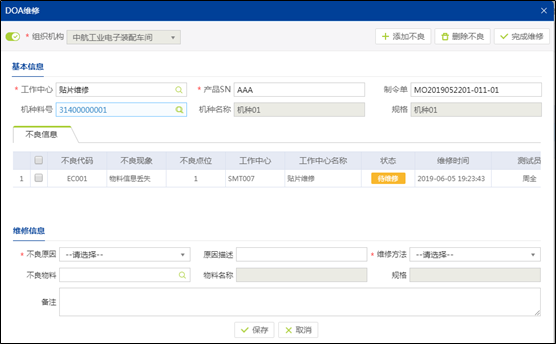 DOA维修
* 组织机构 中航工业电子装配车间 添加不良 删除不良 完成维修
基本信息
* 工作中心 贴片维修 * 产品SN AAA 制令单 MO2019052201-011-01
机种料号 31400000001 机种名称 机种01 规格 机种01
不良信息
不良代码 不良现象 不良点位 工作中心 工作中心名称 状态 维修时间 测试员
1 EC001 物料信息丢失 1 SMT007 贴片维修 待维修 2019-06-05 19:23:43 周全
维修信息
* 不良原因 --请选择-- 原因描述 * 维修方法 --请选择--
不良物料 物料名称 规格
备注
保存 取消